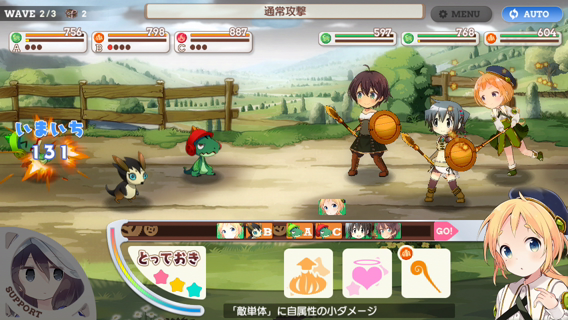 WAVE 2/3 2
通常攻撃
MENU
AUTO
756 798 887
A B C
597 768 604
いまいち
131
B A C GO!
とっておき
SUPPORT
「敵単体」に自属性の小ダメージ